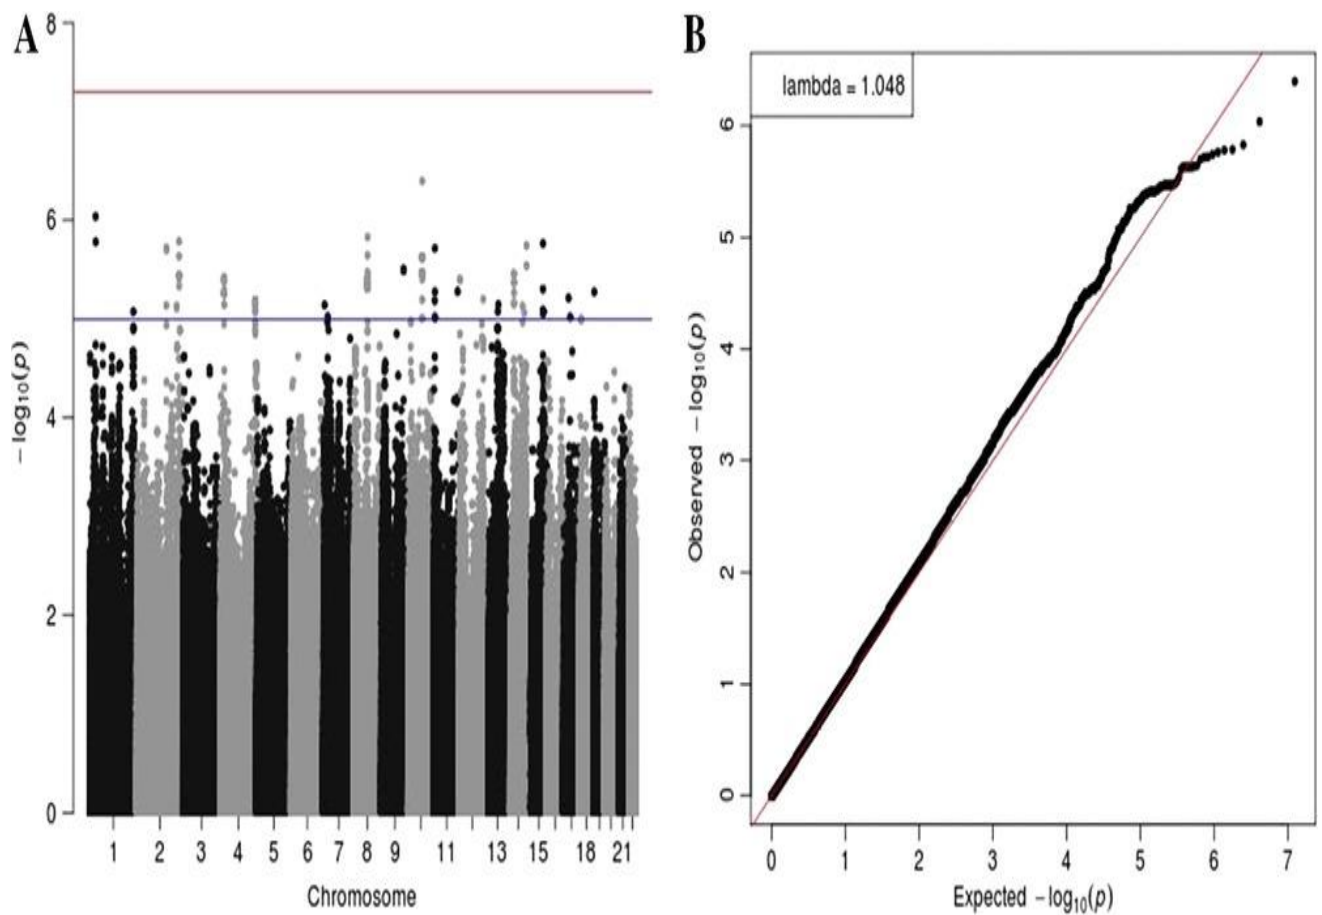 A
8
6
4
2
0
−log10(p)
1 2 3 4 5 6 7 8 9 11 13 15 18 21
Chromosome
B
lambda = 1.048
6
5
4
3
2
1
0
Observed −log10(p)
0 1 2 3 4 5 6 7
Expected −log10(p)